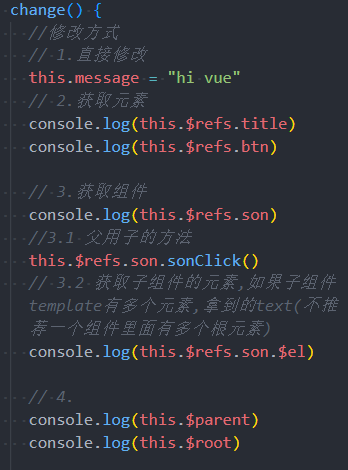 change() {
//修改方式
// 1.直接修改
this.message = "hi vue"
// 2.获取元素
console.log(this.$refs.title)
console.log(this.$refs.btn)
// 3.获取组件
console.log(this.$refs.son)
//3.1 父用子的方法
this.$refs.son.sonClick()
// 3.2 获取子组件的元素,如果子组件
template有多个元素,拿到的text(不推
荐一个组件里面有多个根元素)
console.log(this.$refs.son.$el)
// 4.
console.log(this.$parent)
console.log(this.$root)